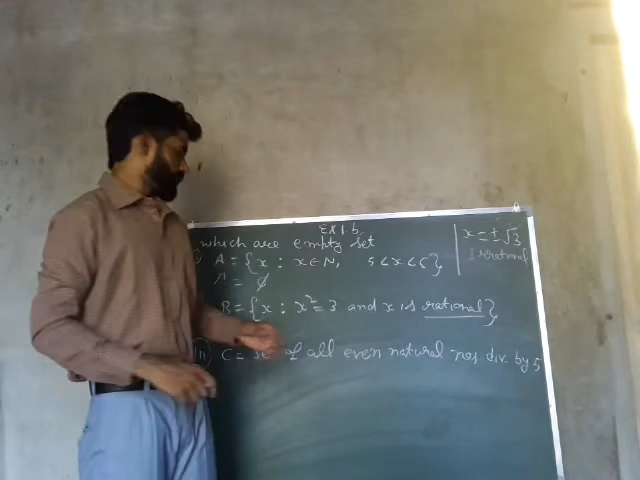 Ex 1 b
which are empty set
A = {x : x ∈ N, 5 < x < 6}
A = φ
B = {x : x² = 3 and x is rational}
C = set of all even natural nos div. by 5
x = ±√3
Irrational